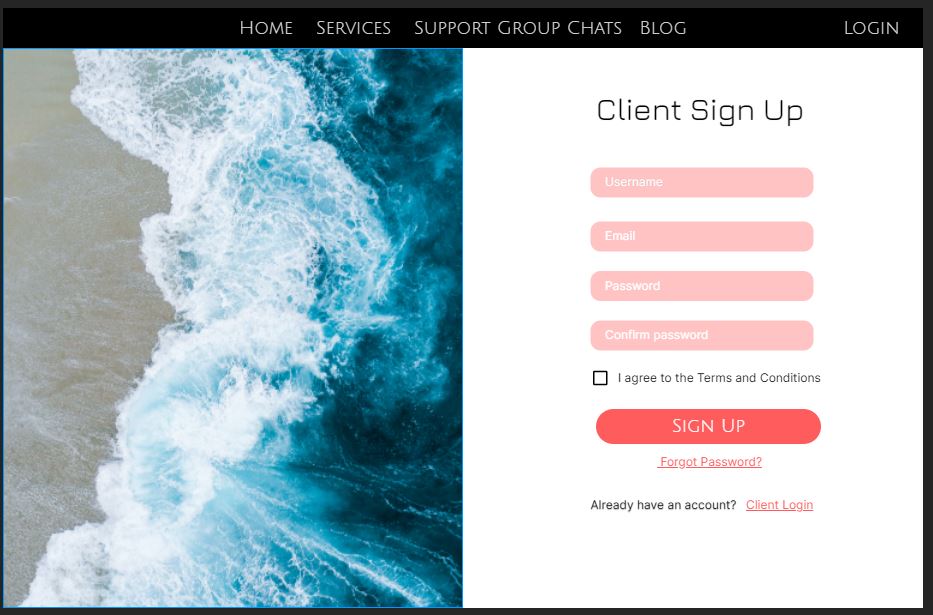 Home Services Support Group Chats Blog Login
Client Sign Up
Username
Email
Password
Confirm password
I agree to the Terms and Conditions
Sign Up
Forgot Password?
Already have an account? Client Login